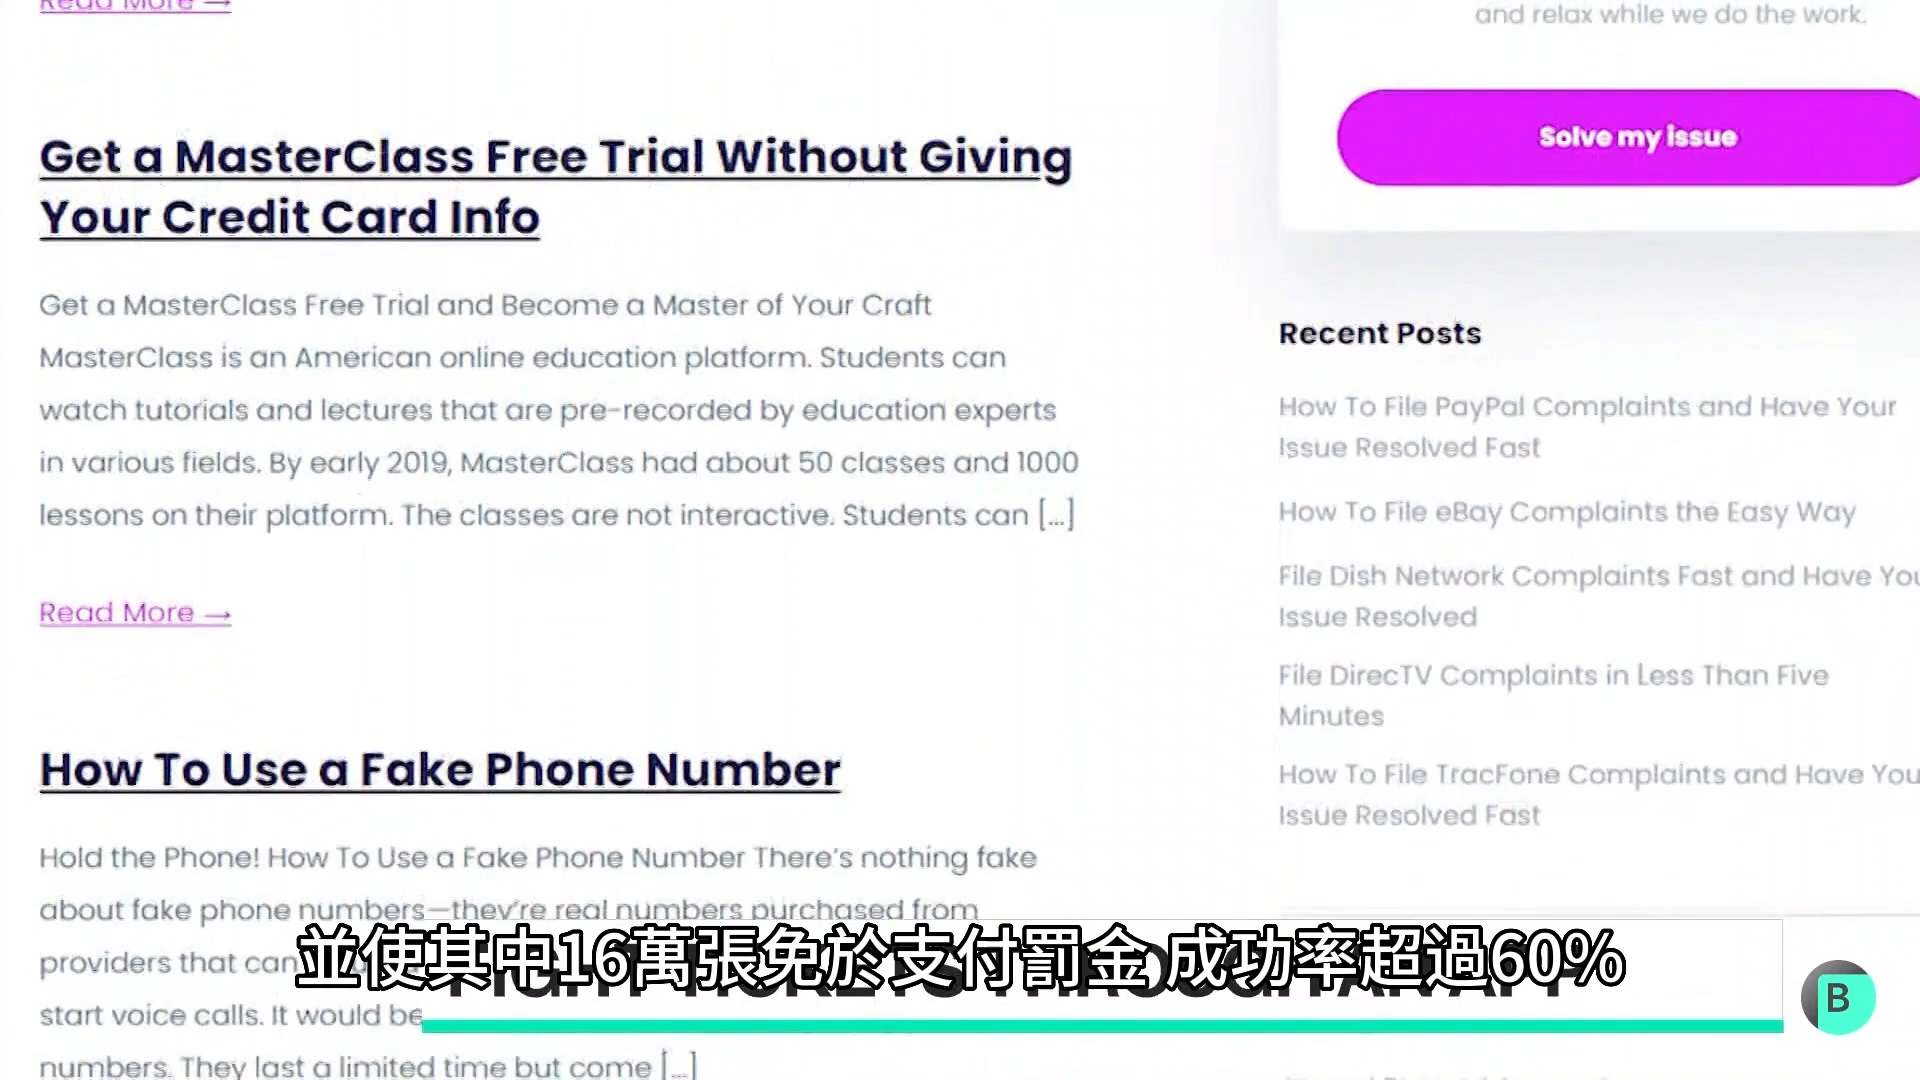 Read More →
Get a MasterClass Free Trial Without Giving
Your Credit Card Info
Get a MasterClass Free Trial and Become a Master of Your Craft
MasterClass is an American online education platform. Students can
watch tutorials and lectures that are pre-recorded by education experts
in various fields. By early 2019, MasterClass had about 50 classes and 1000
lessons on their platform. The classes are not interactive. Students can [...]
Read More →
How To Use a Fake Phone Number
Hold the Phone! How To Use a Fake Phone Number There's nothing fake
about fake phone numbers—they're real numbers purchased from
providers that can
start voice calls. It would be
numbers. They last a limited time but come [...]
and relax while we do the work.
Solve my issue
Recent Posts
How To File PayPal Complaints and Have Your
Issue Resolved Fast
How To File eBay Complaints the Easy Way
File Dish Network Complaints Fast and Have You
Issue Resolved
File DirecTV Complaints in Less Than Five
Minutes
How To File TracFone Complaints and Have You
Issue Resolved Fast
並使其中16萬張免於支付罰金 成功率超過60%
B